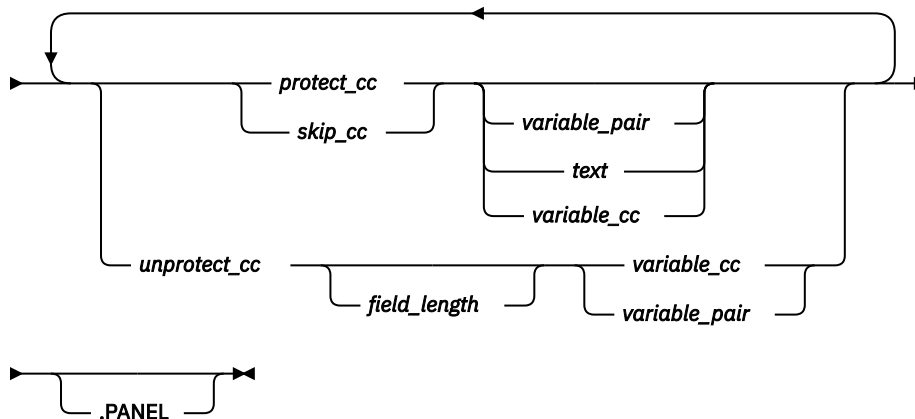 protect_cc
skip_cc
variable_pair
text
variable_cc
unprotect_cc
field_length
variable_cc
variable_pair
.PANEL